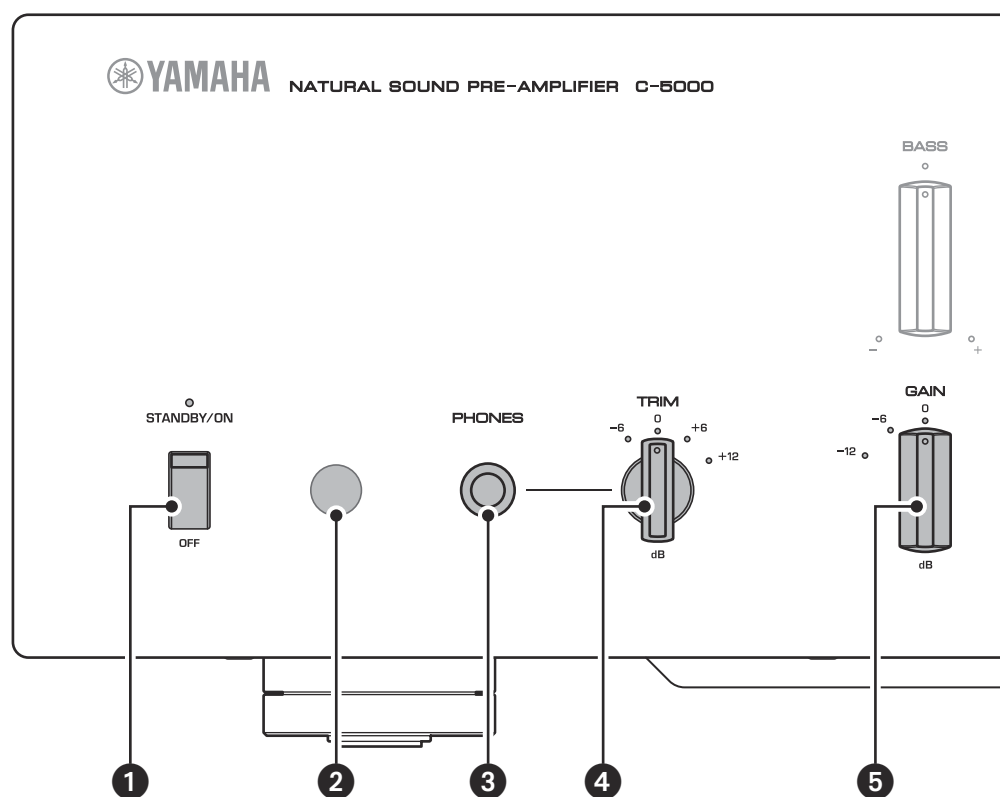 YAMAHA NATURAL SOUND PRE-AMPLIFIER C-5000
BASS
- +
STANDBY/ON
OFF
PHONES
TRIM
-6 0 +6 +12
dB
GAIN
-12 -6 0
dB
1 2 3 4 5